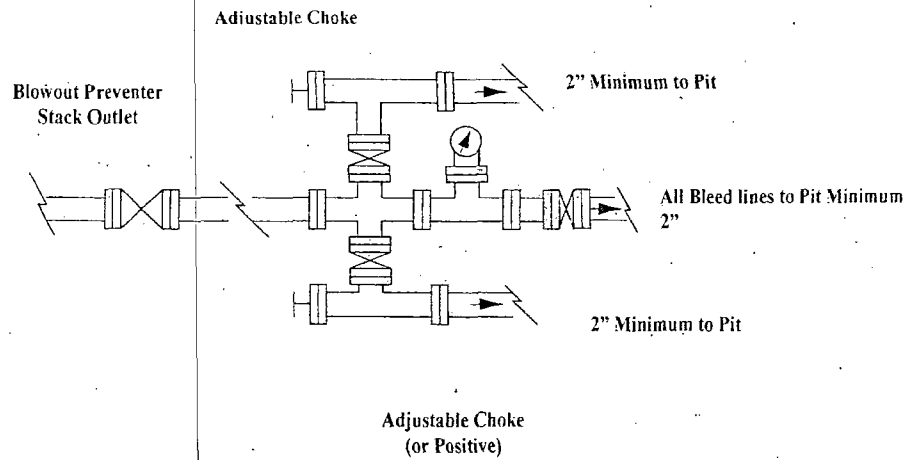 Adjustable Choke
2” Minimum to Pit
Blowout Preventer
Stack Outlet
All Bleed lines to Pit Minimum
2”
2” Minimum to Pit
Adjustable Choke
(or Positive)